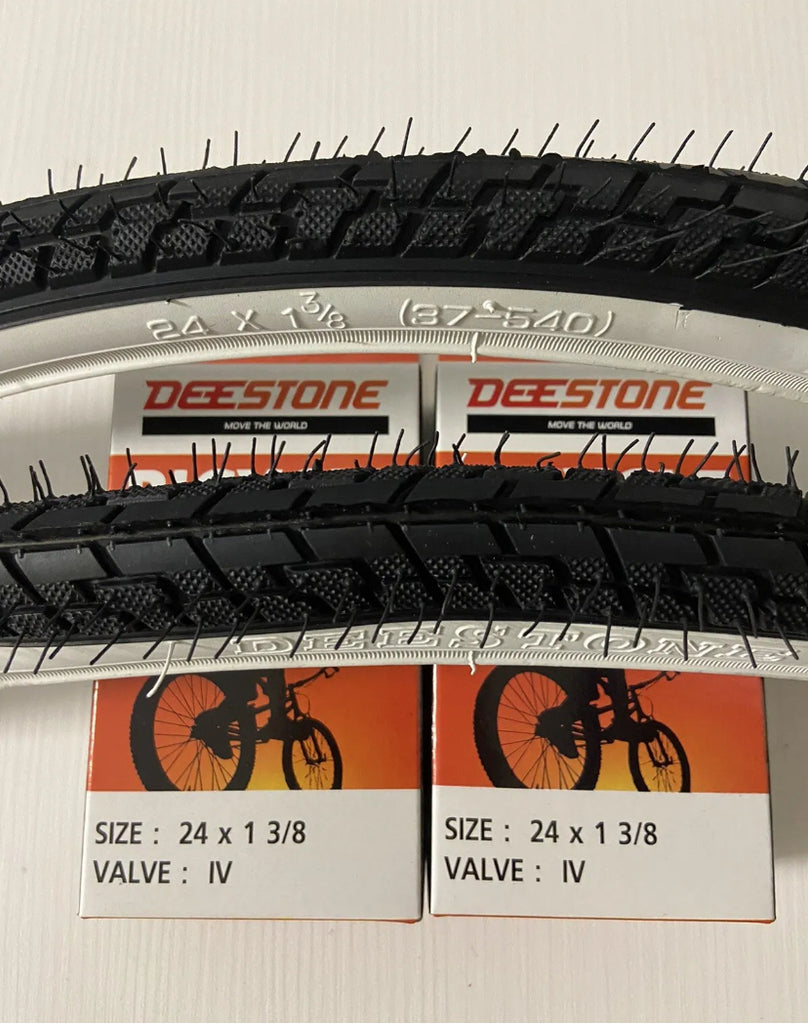 24 X 1 3/8 (37-540)
DEESTONE
MOVE THE WORLD
DEESTONE
MOVE THE WORLD
DEESTONE
SIZE : 24 x 1 3/8
VALVE : IV
SIZE : 24 x 1 3/8
VALVE : IV